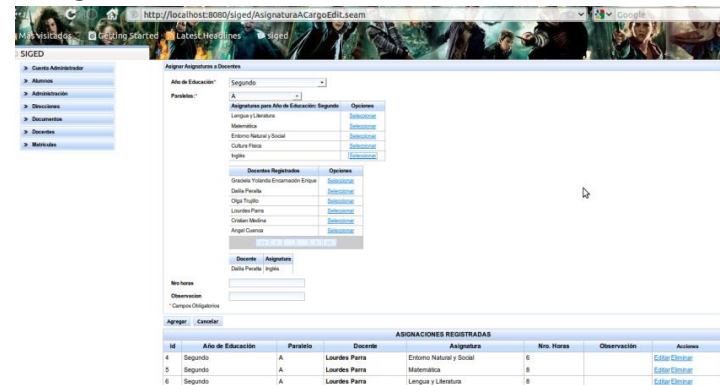 http://localhost:8080/siged/AsignaturaACargoEdit.seam
Google
Más visitados Getting Started Latest Headlines siged
SIGED
» Cuenta Administrador
» Alumnos
» Administración
» Direcciones
» Documentos
» Docentes
» Matriculas
Asignar Asignaturas a Docentes
Año de Educación* Segundo
Paralelos:* A
Asignaturas para Año de Educación: Segundo Opciones
Lengua y Literatura Seleccionar
Matemática Seleccionar
Entorno Natural y Social Seleccionar
Cultura Física Seleccionar
Inglés Seleccionar
Docentes Registrados Opciones
Graciela Yolanda Encarnación Enrique Seleccionar
Dalila Peralta Seleccionar
Olga Trujillo Seleccionar
Lourdes Parra Seleccionar
Cristian Medina Seleccionar
Angel Cuenca Seleccionar
Docente Asignatura
Dalila Peralta Inglés
Nro horas
Observacion
* Campos Obligatorios
Agregar Cancelar
ASIGNACIONES REGISTRADAS
Id Año de Educación Paralelo Docente Asignatura Nro. Horas Observación Acciones
4 Segundo A Lourdes Parra Entorno Natural y Social 6 Editar Eliminar
5 Segundo A Lourdes Parra Matemática 8 Editar Eliminar
6 Segundo A Lourdes Parra Lengua y Literatura 8 Editar Eliminar